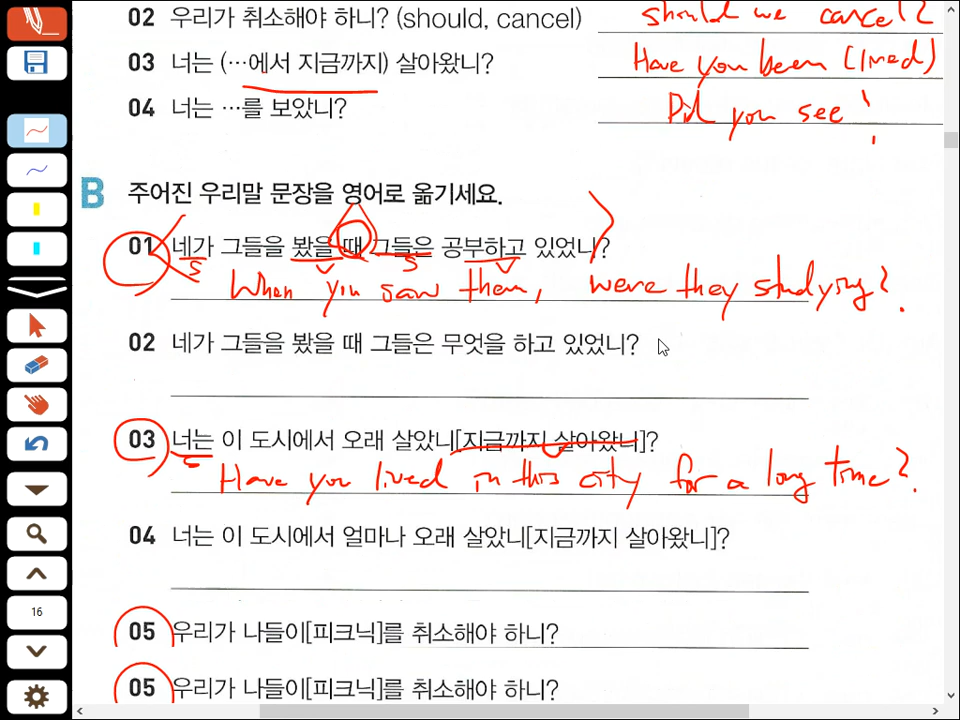 02 우리가 취소해야 하니? (should, cancel) should we cancel?
03 너는 (…에서 지금까지) 살아왔니? Have you been (lived)
04 너는 …를 보았니? Did you see ?
B 주어진 우리말 문장을 영어로 옮기세요.
01 네가 그들을 봤을 때 그들은 공부하고 있었니?
S V S V
When you saw them, were they studying?
02 네가 그들을 봤을 때 그들은 무엇을 하고 있었니?
03 너는 이 도시에서 오래 살았니[지금까지 살아왔니]?
S V
Have you lived in this city for a long time?
04 너는 이 도시에서 얼마나 오래 살았니[지금까지 살아왔니]?
16
05 우리가 나들이[피크닉]를 취소해야 하니?
05 우리가 나들이[피크닉]를 취소해야 하니?